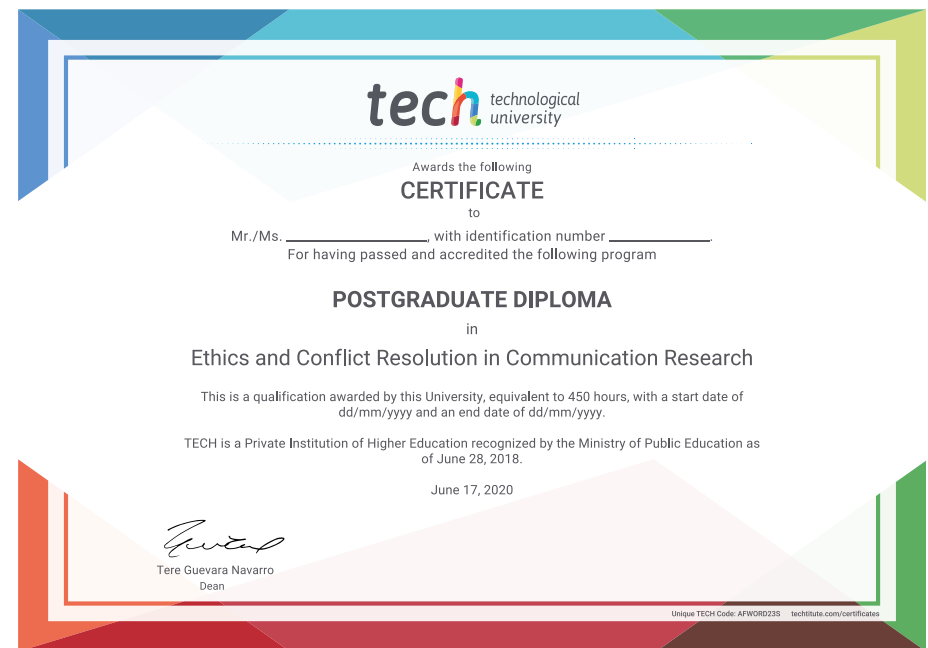 tech technological
university
Awards the following
CERTIFICATE
to
Mr./Ms. ____________________, with identification number ______________.
For having passed and accredited the following program
POSTGRADUATE DIPLOMA
in
Ethics and Conflict Resolution in Communication Research
This is a qualification awarded by this University, equivalent to 450 hours, with a start date of
dd/mm/yyyy and an end date of dd/mm/yyyy.
TECH is a Private Institution of Higher Education recognized by the Ministry of Public Education as
of June 28, 2018.
June 17, 2020
Tere Guevara Navarro
Dean
Unique TECH Code: AFWORD23S techtitute.com/certificates